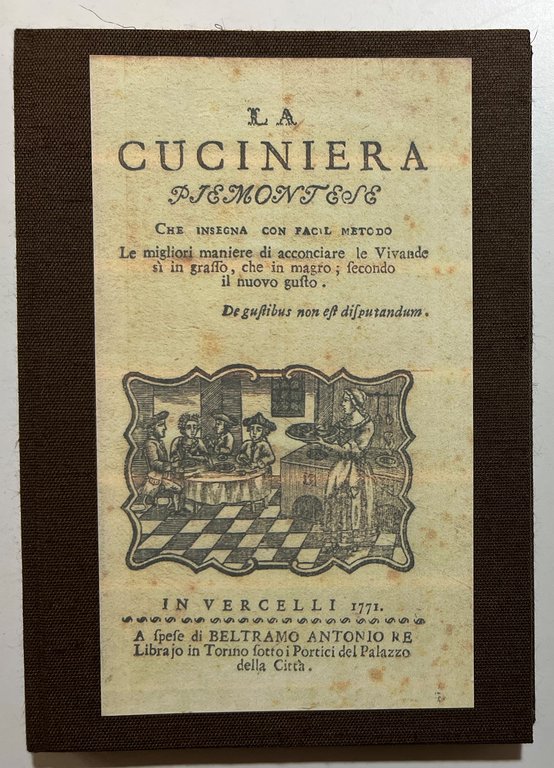 LA
CUCINIERA
PIEMONTESE
CHE INSEGNA CON FACIL METODO
Le migliori maniere di acconciare le Vivande
sì in graſſo, che in magro; ſecondo
il nuovo guſto.
De guſtibus non eſt diſputandum.
IN VERCELLI 1771.
A ſpeſe di BELTRAMO ANTONIO RE
Librajo in Torino ſotto i Portici del Palazzo
della Città.